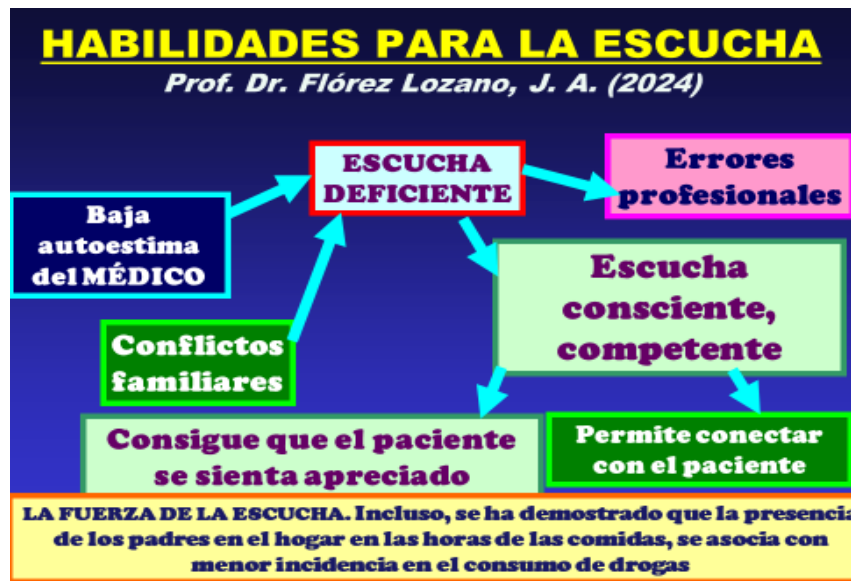 HABILIDADES PARA LA ESCUCHA
Prof. Dr. Flórez Lozano, J. A. (2024)
ESCUCHA
DEFICIENTE
Errores
profesionales
Baja
autoestima
del MÉDICO
Escucha
consciente,
competente
Conflictos
familiares
Consigue que el paciente
se sienta apreciado
Permite conectar
con el paciente
LA FUERZA DE LA ESCUCHA. Incluso, se ha demostrado que la presencia
de los padres en el hogar en las horas de las comidas, se asocia con
menor incidencia en el consumo de drogas